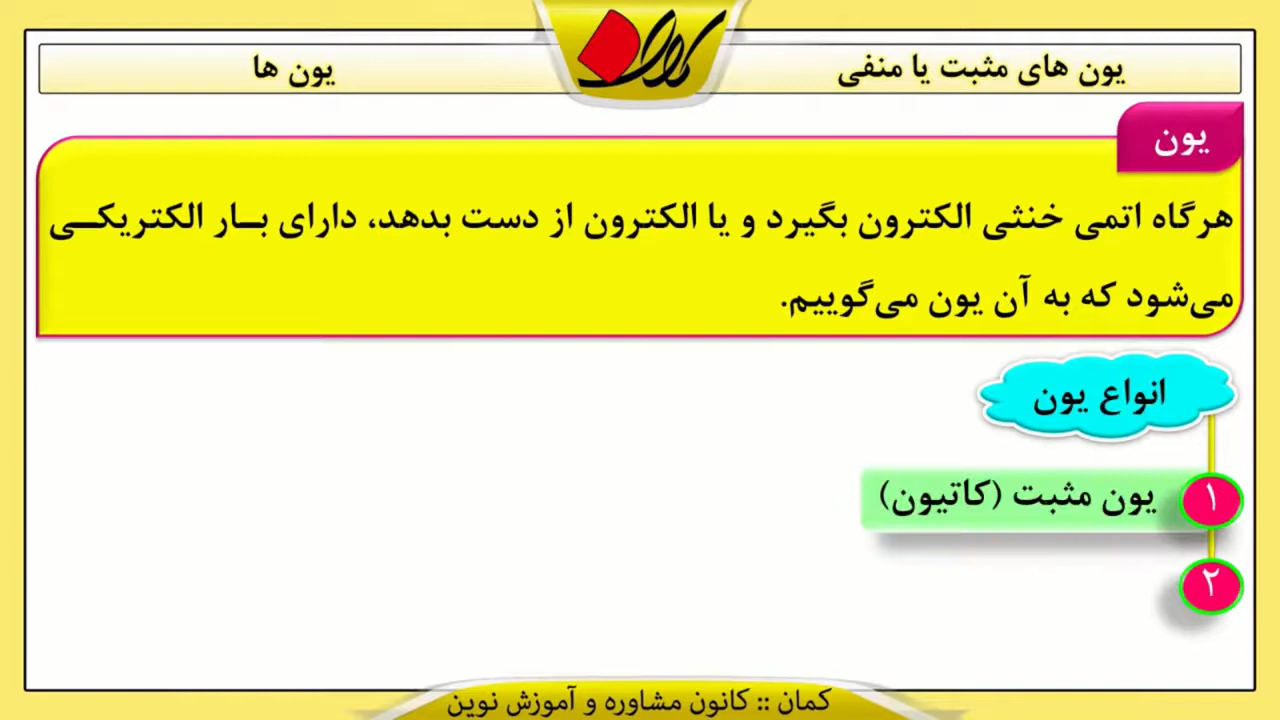 یون های مثبت یا منفی
کمان
یون ها
یون
هرگاه اتمی خنثی الکترون بگیرد و یا الکترون از دست بدهد، دارای بـار الکتریکـی
می‌شود که به آن یون می‌گوییم.
انواع یون
۱ یون مثبت (کاتیون)
۲
کمان :: کانون مشاوره و آموزش نوین